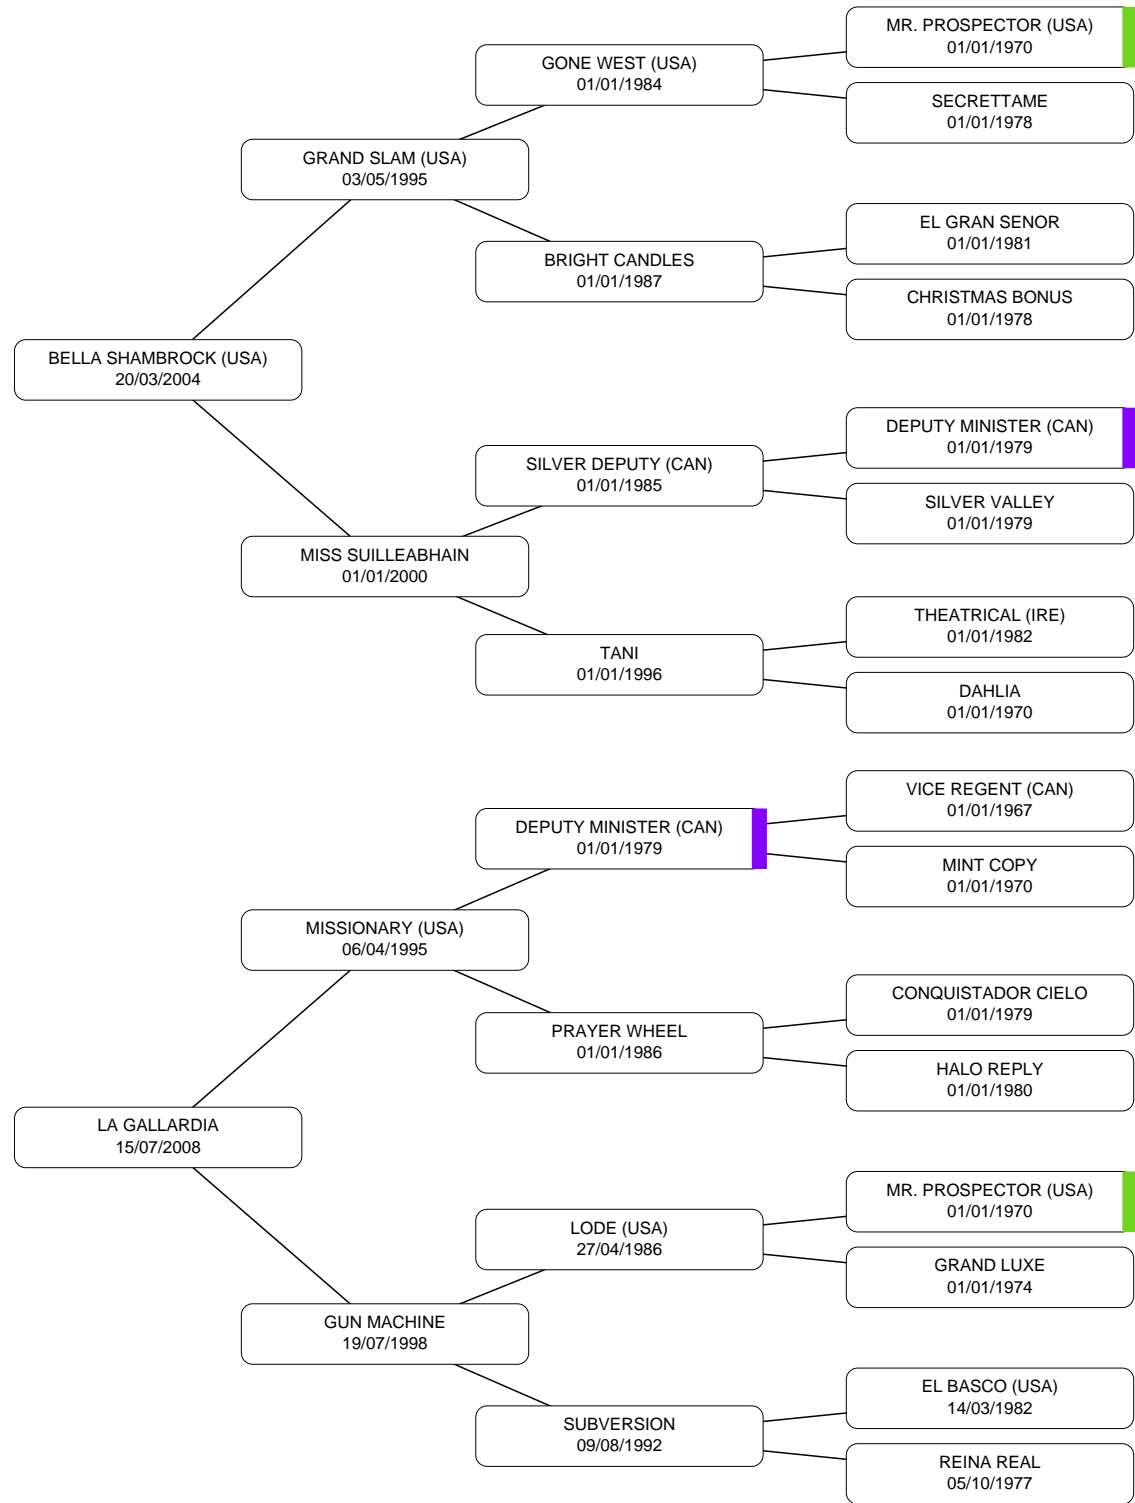 MR. PROSPECTOR (USA)
01/01/1970
GONE WEST (USA)
01/01/1984
SECRETTAME
01/01/1978
GRAND SLAM (USA)
03/05/1995
EL GRAN SENOR
01/01/1981
BRIGHT CANDLES
01/01/1987
CHRISTMAS BONUS
01/01/1978
BELLA SHAMBROCK (USA)
20/03/2004
DEPUTY MINISTER (CAN)
01/01/1979
SILVER DEPUTY (CAN)
01/01/1985
SILVER VALLEY
01/01/1979
MISS SUILLEABHAIN
01/01/2000
THEATRICAL (IRE)
01/01/1982
TANI
01/01/1996
DAHLIA
01/01/1970
VICE REGENT (CAN)
01/01/1967
DEPUTY MINISTER (CAN)
01/01/1979
MINT COPY
01/01/1970
MISSIONARY (USA)
06/04/1995
CONQUISTADOR CIELO
01/01/1979
PRAYER WHEEL
01/01/1986
HALO REPLY
01/01/1980
LA GALLARDIA
15/07/2008
MR. PROSPECTOR (USA)
01/01/1970
LODE (USA)
27/04/1986
GRAND LUXE
01/01/1974
GUN MACHINE
19/07/1998
EL BASCO (USA)
14/03/1982
SUBVERSION
09/08/1992
REINA REAL
05/10/1977